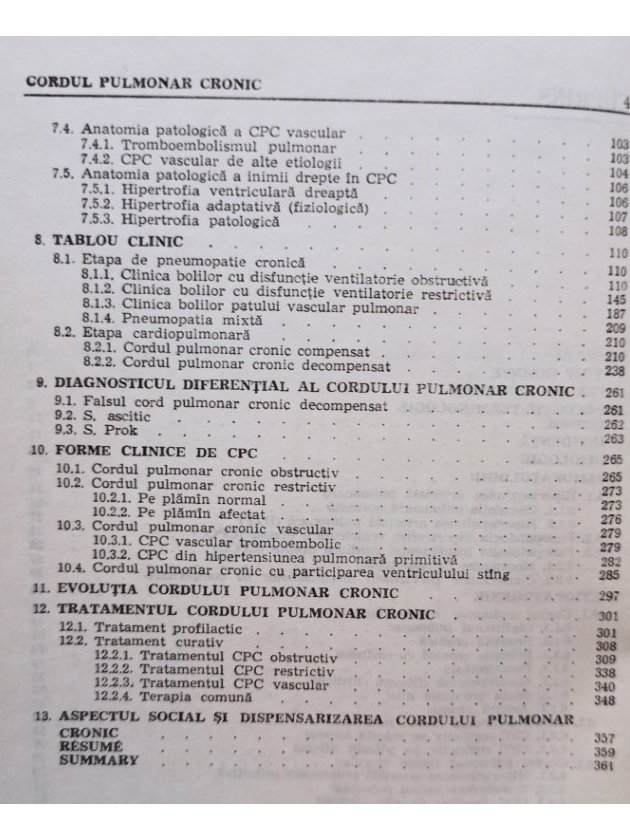 CORDUL PULMONAR CRONIC 4
7.4. Anatomia patologică a CPC vascular . . . . . . . 103
7.4.1. Tromboembolismul pulmonar . . . . . . . 103
7.4.2. CPC vascular de alte etiologii . . . . . . . 104
7.5. Anatomia patologică a inimii drepte în CPC . . . . . . 106
7.5.1. Hipertrofia ventriculară dreaptă . . . . . . . 106
7.5.2. Hipertrofia adaptativă (fiziologică) . . . . . . . 107
7.5.3. Hipertrofia patologică . . . . . . . 108
8. TABLOU CLINIC . . . . . . . 110
8.1. Etapa de pneumopatie cronică . . . . . . . 110
8.1.1. Clinica bolilor cu disfuncție ventilatorie obstructivă . . . 110
8.1.2. Clinica bolilor cu disfuncție ventilatorie restrictivă . . . 145
8.1.3. Clinica bolilor patului vascular pulmonar . . . . . 187
8.1.4. Pneumopatia mixtă . . . . . . . 209
8.2. Etapa cardiopulmonară . . . . . . . 210
8.2.1. Cordul pulmonar cronic compensat . . . . . . 210
8.2.2. Cordul pulmonar cronic decompensat . . . . . . 238
9. DIAGNOSTICUL DIFERENȚIAL AL CORDULUI PULMONAR CRONIC . 261
9.1. Falsul cord pulmonar cronic decompensat . . . . . . 261
9.2. S. ascitic . . . . . . . 262
9.3. S. Prok . . . . . . . 263
10. FORME CLINICE DE CPC . . . . . . . 265
10.1. Cordul pulmonar cronic obstructiv . . . . . . . 265
10.2. Cordul pulmonar cronic restrictiv . . . . . . . 273
10.2.1. Pe plămîn normal . . . . . . . 273
10.2.2. Pe plămîn afectat . . . . . . . 276
10.3. Cordul pulmonar cronic vascular . . . . . . . 279
10.3.1. CPC vascular tromboembolic . . . . . . . 279
10.3.2. CPC din hipertensiunea pulmonară primitivă . . . . 282
10.4. Cordul pulmonar cronic cu participarea ventriculului stîng . . . 285
11. EVOLUȚIA CORDULUI PULMONAR CRONIC . . . . . . 297
12. TRATAMENTUL CORDULUI PULMONAR CRONIC . . . . . 301
12.1. Tratament profilactic . . . . . . . 301
12.2. Tratament curativ . . . . . . . 308
12.2.1. Tratamentul CPC obstructiv . . . . . . . 309
12.2.2. Tratamentul CPC restrictiv . . . . . . . 338
12.2.3. Tratamentul CPC vascular . . . . . . . 340
12.2.4. Terapia comună . . . . . . . 348
13. ASPECTUL SOCIAL ȘI DISPENSARIZAREA CORDULUI PULMONAR
CRONIC . . . . . . . 357
RÉSUMÉ . . . . . . . 359
SUMMARY . . . . . . . 361